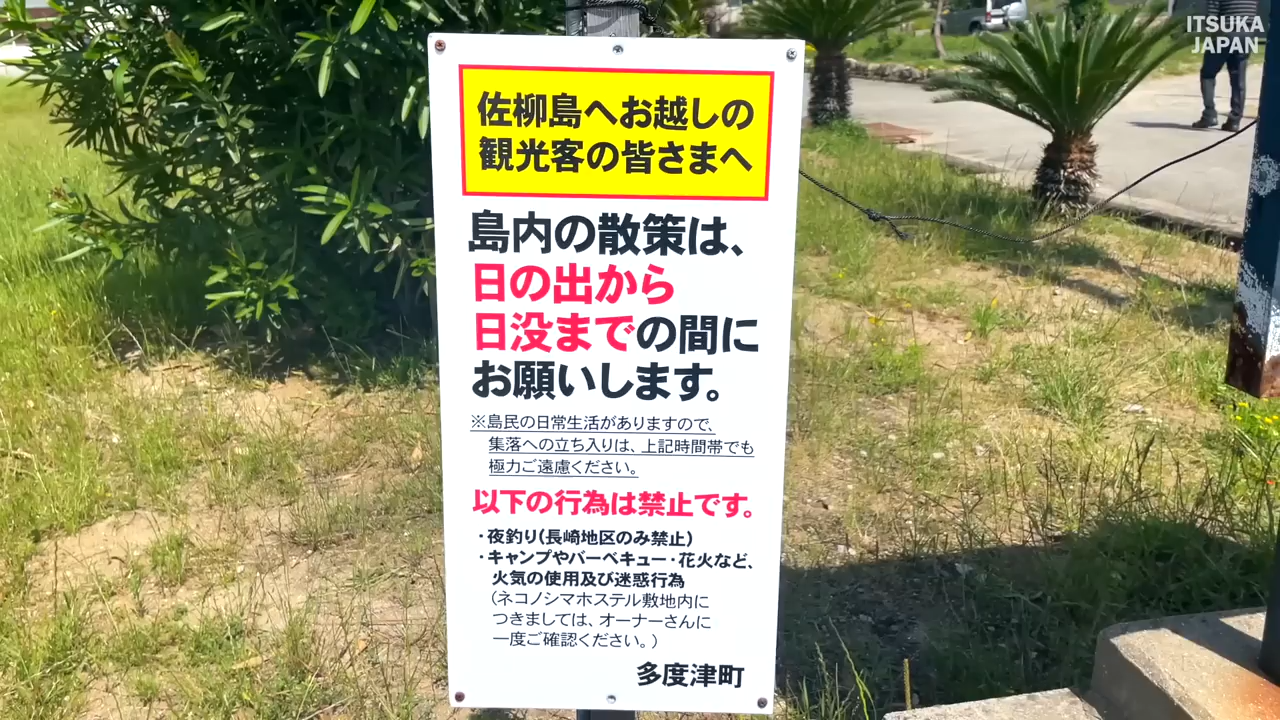 ITSUKA
JAPAN
佐柳島へお越しの
観光客の皆さまへ
島内の散策は、
日の出から
日没までの間に
お願いします。
※島民の日常生活がありますので、
集落への立ち入りは、上記時間帯でも
極力ご遠慮ください。
以下の行為は禁止です。
・夜釣り(長崎地区のみ禁止)
・キャンプやバーベキュー・花火など、
火気の使用及び迷惑行為
(ネコノシマホステル敷地内に
つきましては、オーナーさんに
一度ご確認ください。)
多度津町